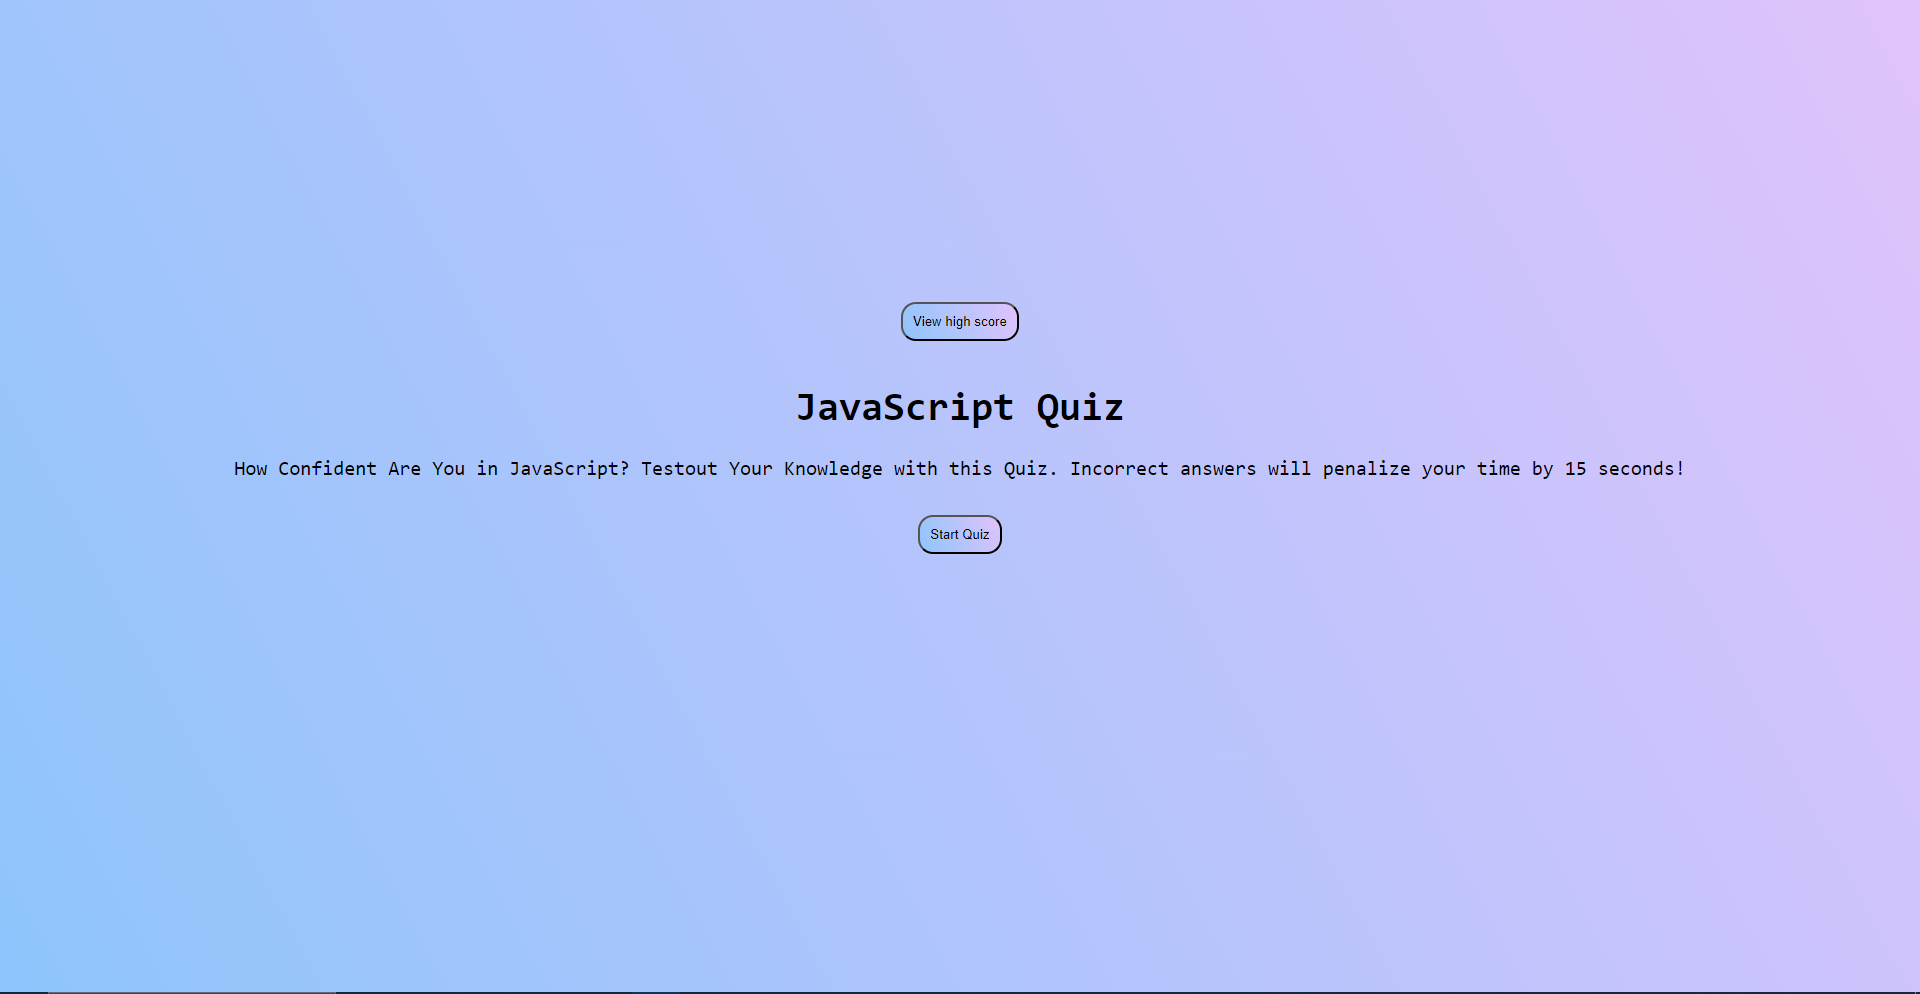 View high score
JavaScript Quiz
How Confident Are You in JavaScript? Testout Your Knowledge with this Quiz. Incorrect answers will penalize your time by 15 seconds!
Start Quiz